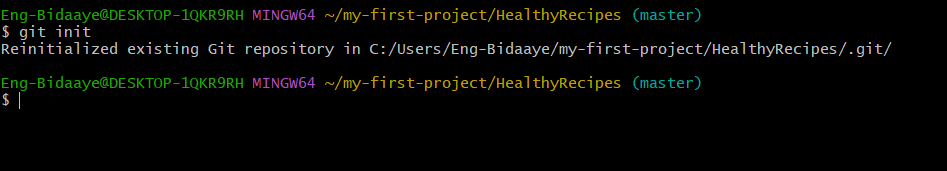 Eng-Bidaaye@DESKTOP-1QKR9RH MINGW64 ~/my-first-project/HealthyRecipes (master)
$ git init
Reinitialized existing Git repository in C:/Users/Eng-Bidaaye/my-first-project/HealthyRecipes/.git/
Eng-Bidaaye@DESKTOP-1QKR9RH MINGW64 ~/my-first-project/HealthyRecipes (master)
$